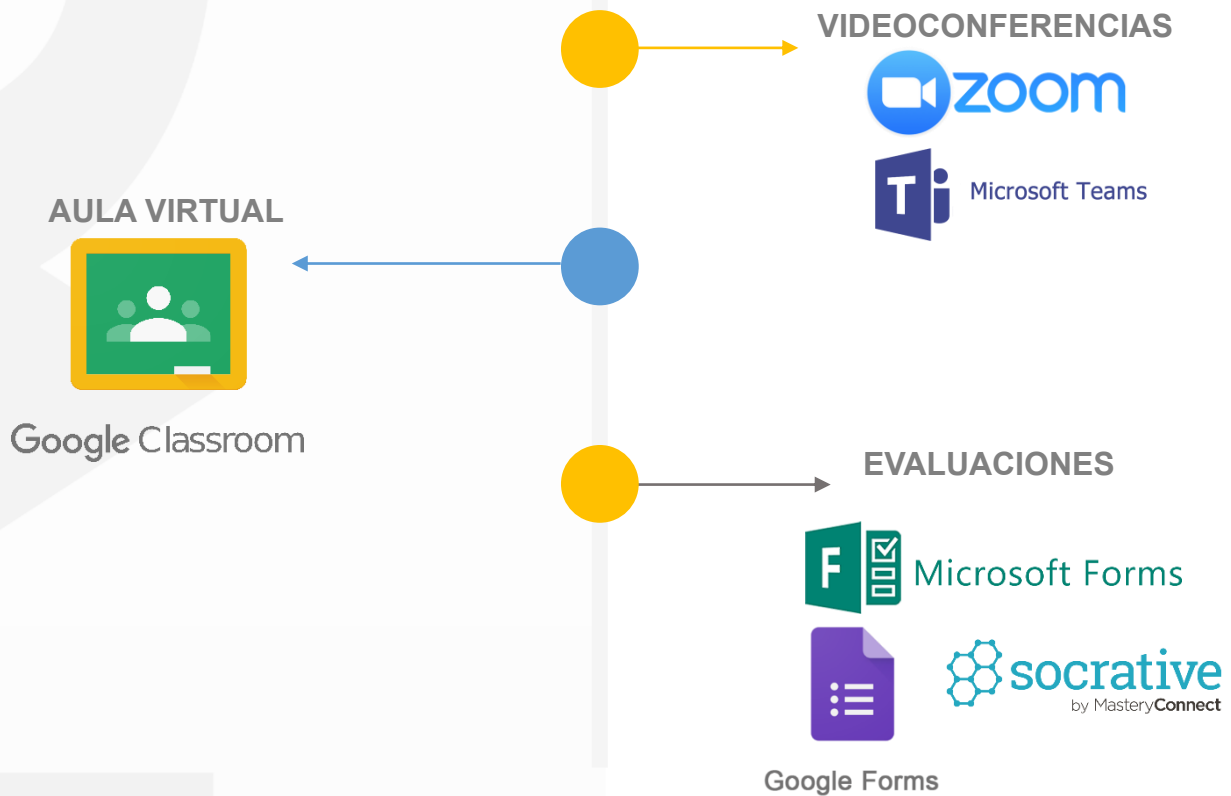 VIDEOCONFERENCIAS
zoom
T
Microsoft Teams
AULA VIRTUAL
Google Classroom
EVALUACIONES
F
Microsoft Forms
socrative
by MasteryConnect
Google Forms